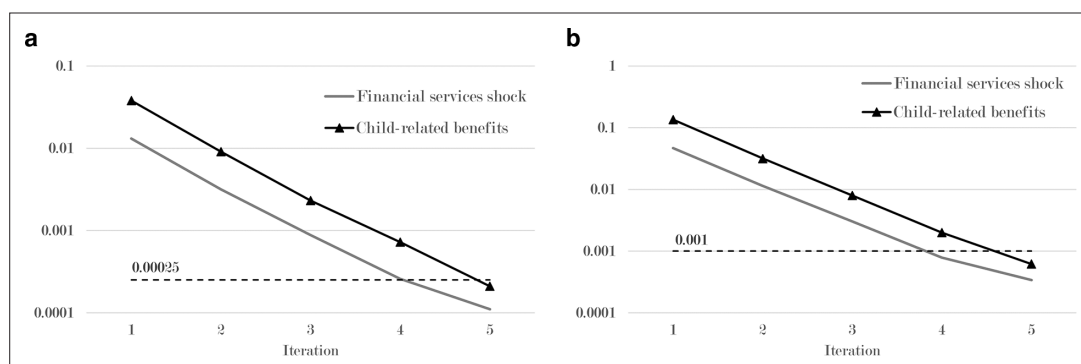 a
0.1
0.01
0.001
0.0001
Financial services shock
Child-related benefits
0.00025
1 2 3 4 5
Iteration
b
1
0.1
0.01
0.001
0.0001
Financial services shock
Child-related benefits
0.001
1 2 3 4 5
Iteration